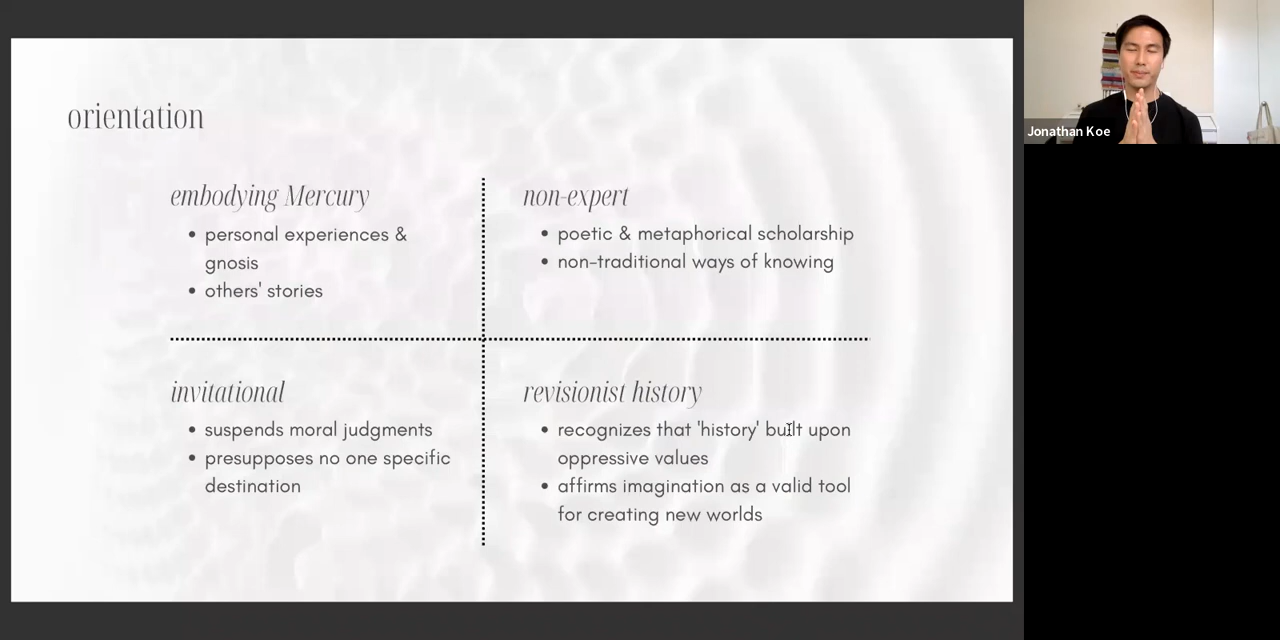 orientation
embodying Mercury
personal experiences &
gnosis
others' stories
non-expert
poetic & metaphorical scholarship
non-traditional ways of knowing
invitational
suspends moral judgments
presupposes no one specific
destination
revisionist history
recognizes that 'history' built upon
oppressive values
affirms imagination as a valid tool
for creating new worlds
Jonathan Koe